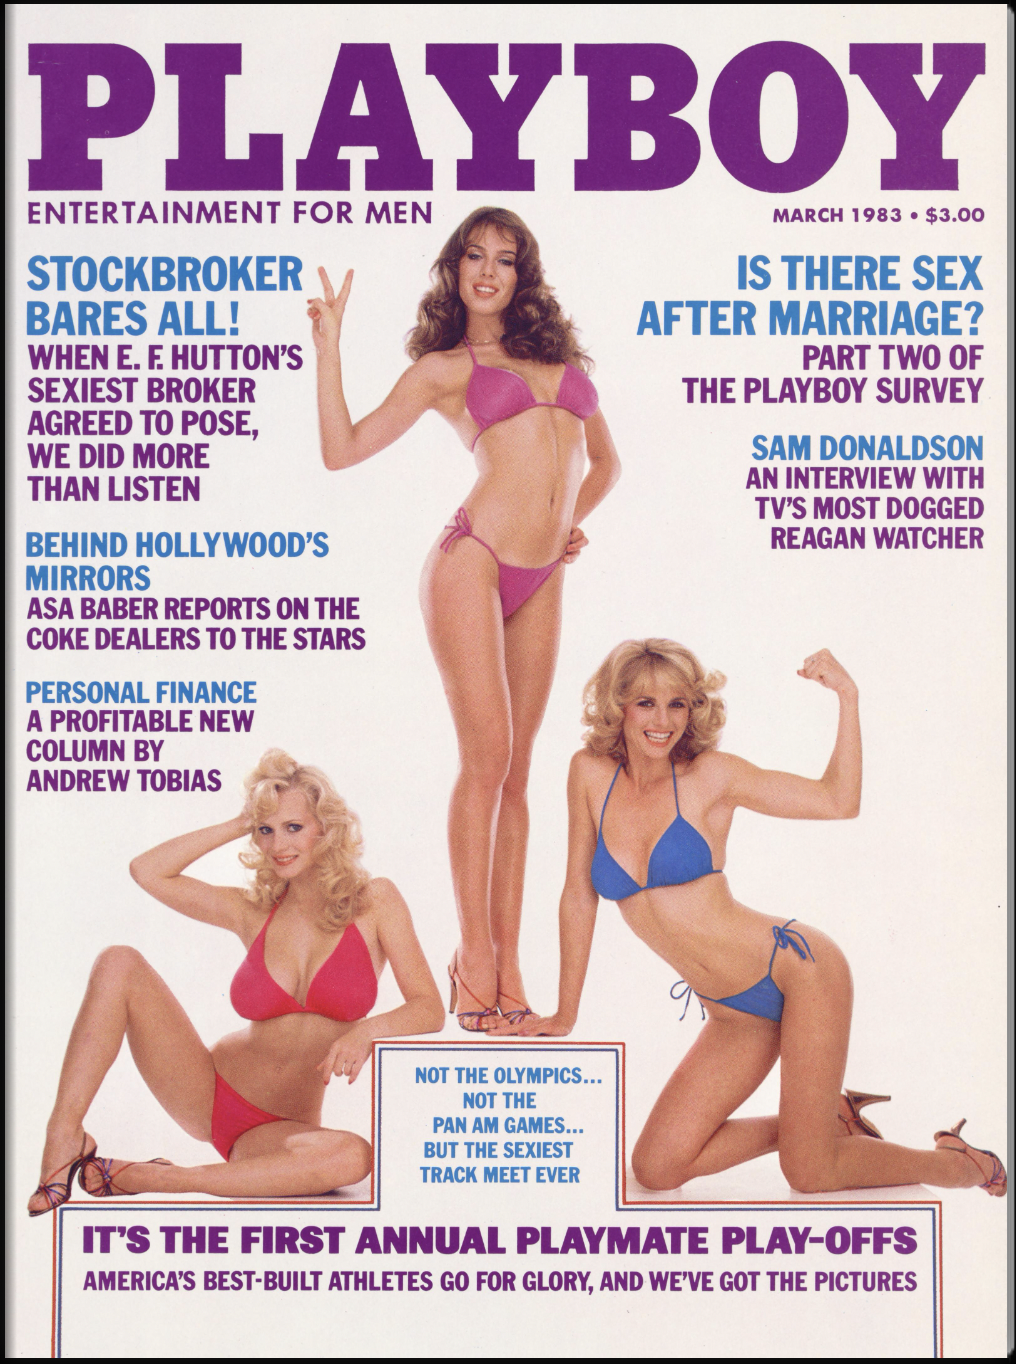 PLAYBOY
ENTERTAINMENT FOR MEN
MARCH 1983 • $3.00
STOCKBROKER
BARES ALL!
WHEN E. F. HUTTON'S
SEXIEST BROKER
AGREED TO POSE,
WE DID MORE
THAN LISTEN
BEHIND HOLLYWOOD'S
MIRRORS
ASA BABER REPORTS ON THE
COKE DEALERS TO THE STARS
PERSONAL FINANCE
A PROFITABLE NEW
COLUMN BY
ANDREW TOBIAS
IS THERE SEX
AFTER MARRIAGE?
PART TWO OF
THE PLAYBOY SURVEY
SAM DONALDSON
AN INTERVIEW WITH
TV'S MOST DOGGED
REAGAN WATCHER
NOT THE OLYMPICS...
NOT THE
PAN AM GAMES...
BUT THE SEXIEST
TRACK MEET EVER
IT'S THE FIRST ANNUAL PLAYMATE PLAY-OFFS
AMERICA'S BEST-BUILT ATHLETES GO FOR GLORY, AND WE'VE GOT THE PICTURES